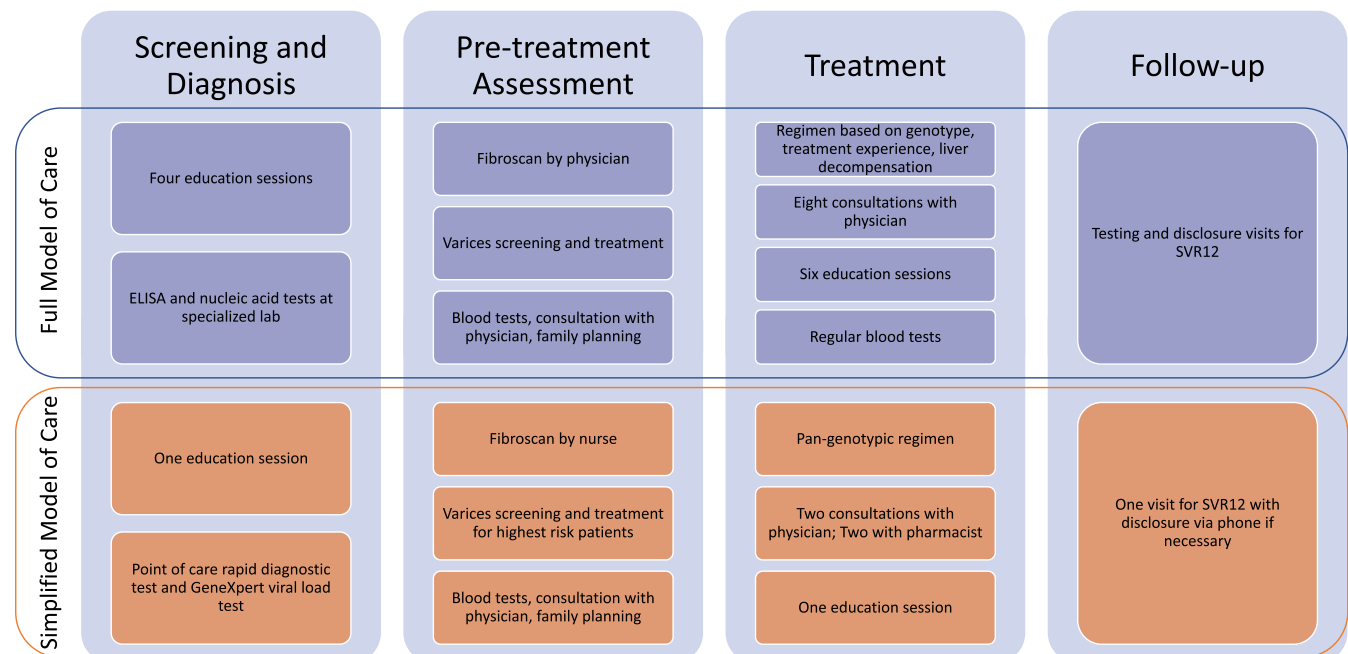 Screening and
Diagnosis
Pre-treatment
Assessment
Treatment
Follow-up
Full Model of Care
Four education sessions
ELISA and nucleic acid tests at
specialized lab
Fibroscan by physician
Varices screening and treatment
Blood tests, consultation with
physician, family planning
Regimen based on genotype,
treatment experience, liver
decompensation
Eight consultations with
physician
Six education sessions
Regular blood tests
Testing and disclosure visits for
SVR12
Simplified Model of Care
One education session
Point of care rapid diagnostic
test and GeneXpert viral load
test
Fibroscan by nurse
Varices screening and treatment
for highest risk patients
Blood tests, consultation with
physician, family planning
Pan-genotypic regimen
Two consultations with
physician; Two with pharmacist
One education session
One visit for SVR12 with
disclosure via phone if
necessary